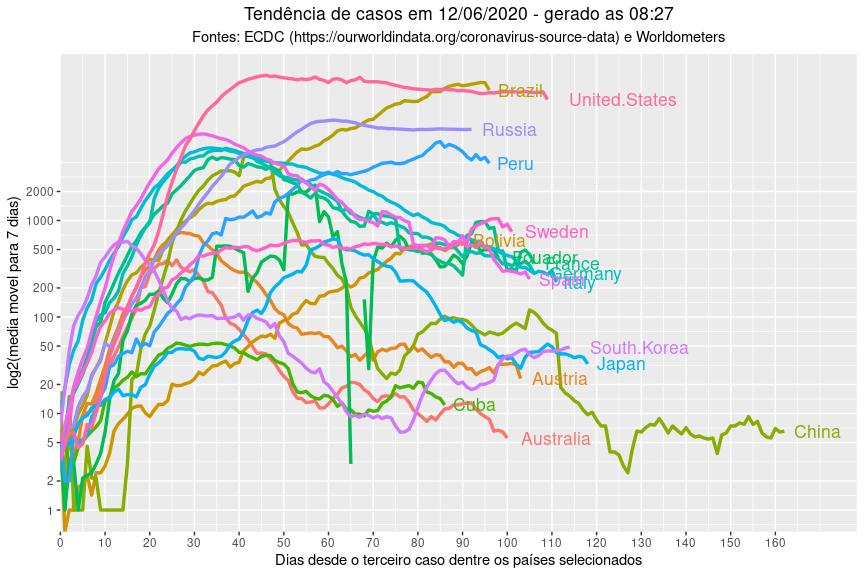 Tendência de casos em 12/06/2020 - gerado as 08:27
Fontes: ECDC (https://ourworldindata.org/coronavirus-source-data) e Worldometers
log2(media movel para 7 dias)
2000
1000
500
200
100
50
20
10
5
2
1
Brazil
United.States
Russia
Peru
Sweden
Bolivia
Ecuador
France
Germany
Spain
Italy
South.Korea
Japan
Austria
Cuba
Australia
China
0 10 20 30 40 50 60 70 80 90 100 110 120 130 140 150 160
Dias desde o terceiro caso dentre os países selecionados